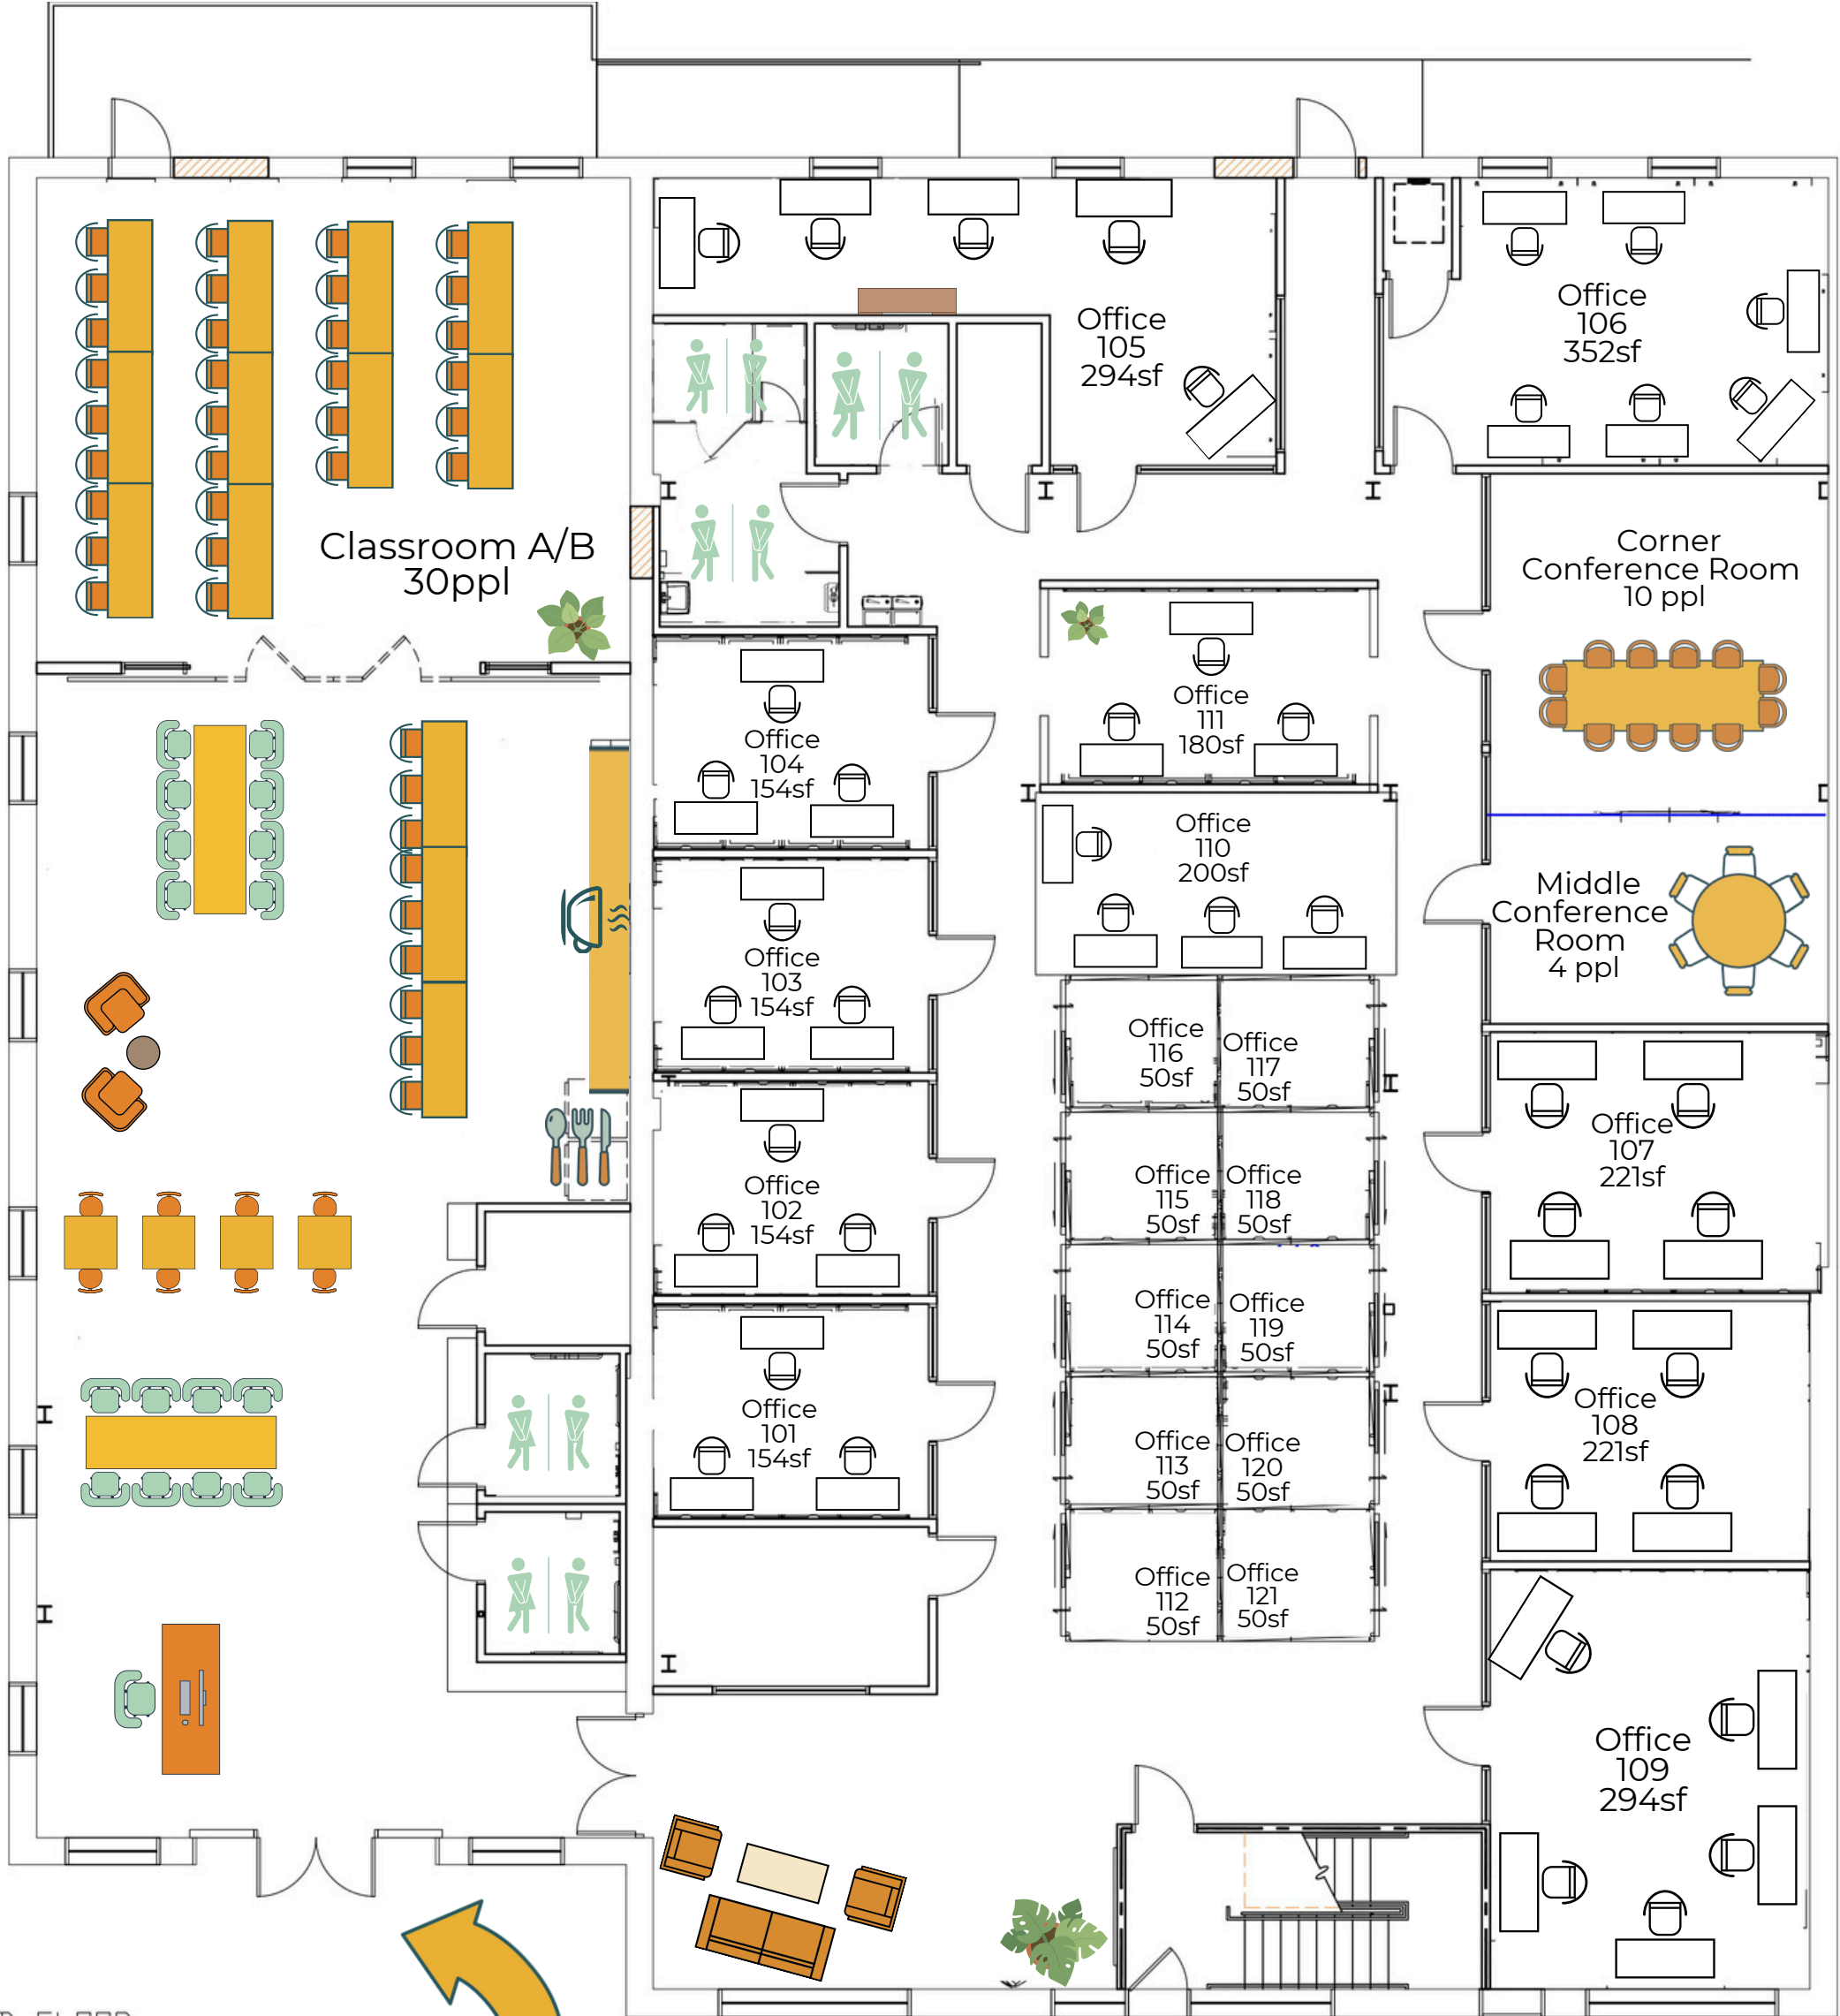 Office
105
294sf
Office
106
352sf
Classroom A/B
30ppl
Corner
Conference Room
10 ppl
Office
104
154sf
Office
111
180sf
Office
110
200sf
Middle
Conference
Room
4 ppl
Office
103
154sf
Office
116
50sf
Office
117
50sf
Office
107
221sf
Office
102
154sf
Office
115
50sf
Office
118
50sf
Office
114
50sf
Office
119
50sf
Office
101
154sf
Office
108
221sf
Office
113
50sf
Office
120
50sf
Office
112
50sf
Office
121
50sf
Office
109
294sf